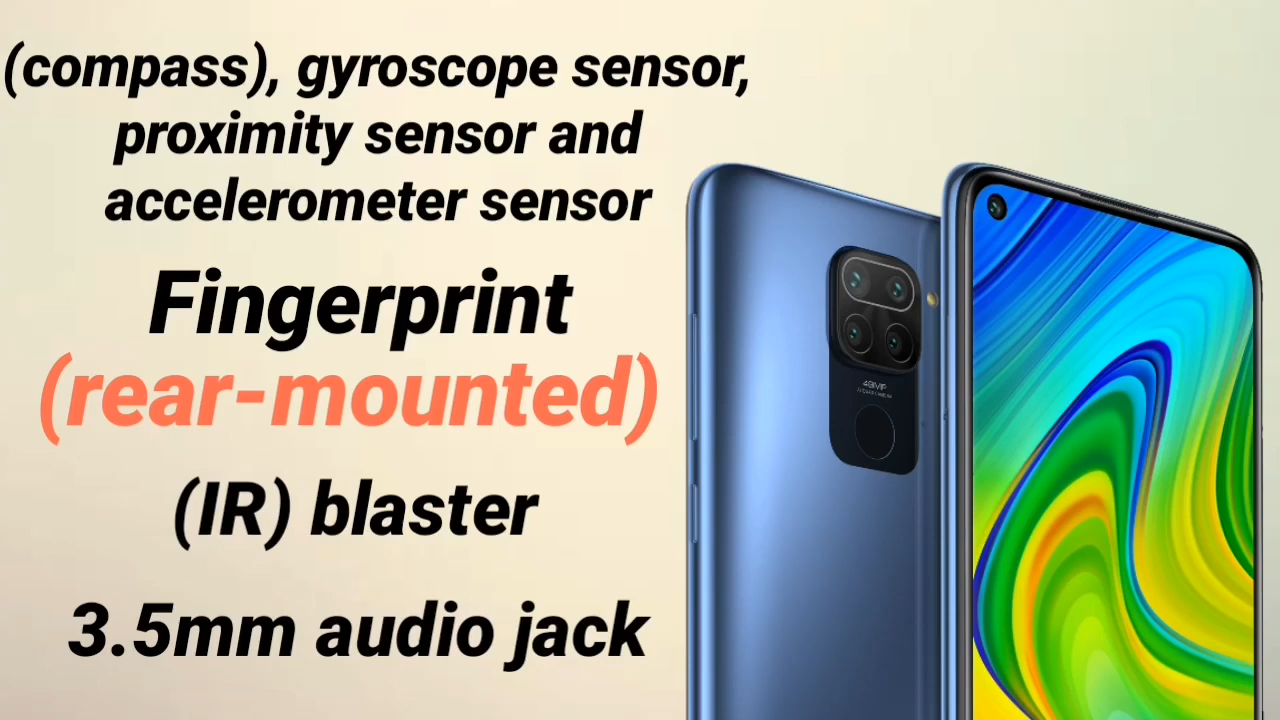 (compass), gyroscope sensor,
proximity sensor and
accelerometer sensor
Fingerprint
(rear-mounted)
(IR) blaster
3.5mm audio jack
48MP